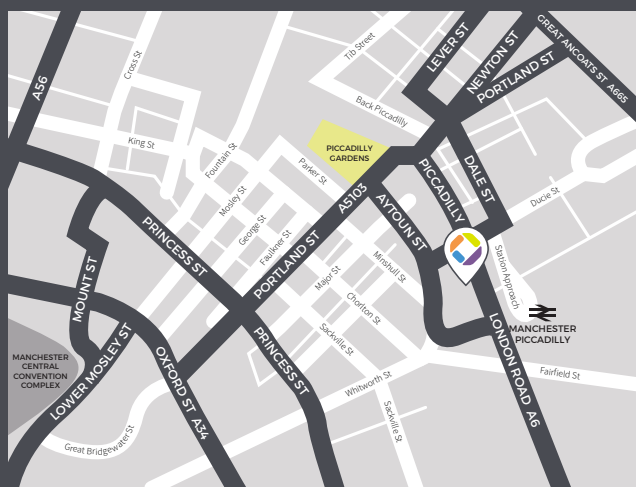 A56
Cross St
Tib Street
LEVER ST
NEWTON ST
GREAT ANCOATS ST A665
PORTLAND ST
Back Piccadilly
King St
Fountain St
PICCADILLY
GARDENS
Parker St
Mosley St
George St
Faulkner St
A5103
PORTLAND ST
PICCADILLY
DALE ST
Ducie St
AYTOUN ST
PRINCESS ST
Minshull St
Major St
Chorlton St
Sackville St
Station Approach
MOUNT ST
MANCHESTER
PICCADILLY
LONDON ROAD A6
Fairfield St
MANCHESTER
CENTRAL
CONVENTION
COMPLEX
LOWER MOSLEY ST
OXFORD ST A34
PRINCESS ST
Whitworth St
Sackville St
Great Bridgewater St